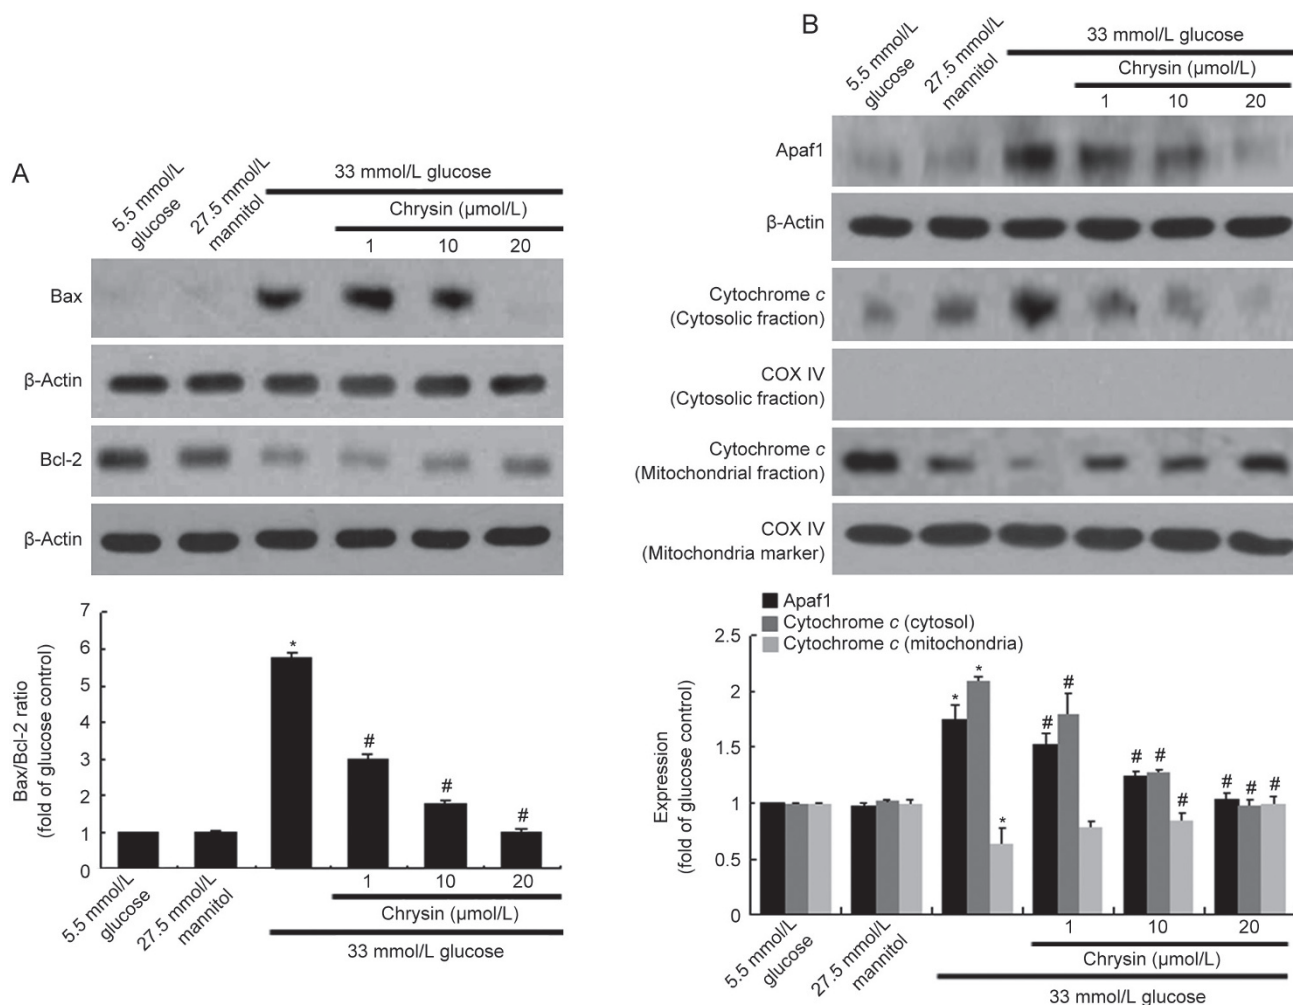 A
5.5 mmol/L
glucose
27.5 mmol/L
mannitol
33 mmol/L glucose
Chrysin (µmol/L)
1 10 20
Bax
β-Actin
Bcl-2
β-Actin
Bax/Bcl-2 ratio
(fold of glucose control)
7
6
5
4
3
2
1
0
*
#
#
#
5.5 mmol/L
glucose
27.5 mmol/L
mannitol
1 10 20
Chrysin (µmol/L)
33 mmol/L glucose
B
5.5 mmol/L
glucose
27.5 mmol/L
mannitol
33 mmol/L glucose
Chrysin (µmol/L)
1 10 20
Apaf1
β-Actin
Cytochrome c
(Cytosolic fraction)
COX IV
(Cytosolic fraction)
Cytochrome c
(Mitochondrial fraction)
COX IV
(Mitochondria marker)
Apaf1
Cytochrome c (cytosol)
Cytochrome c (mitochondria)
Expression
(fold of glucose control)
2.5
2
1.5
1
0.5
0
* * *
# #
# # #
# # #
5.5 mmol/L
glucose
27.5 mmol/L
mannitol
1 10 20
Chrysin (µmol/L)
33 mmol/L glucose